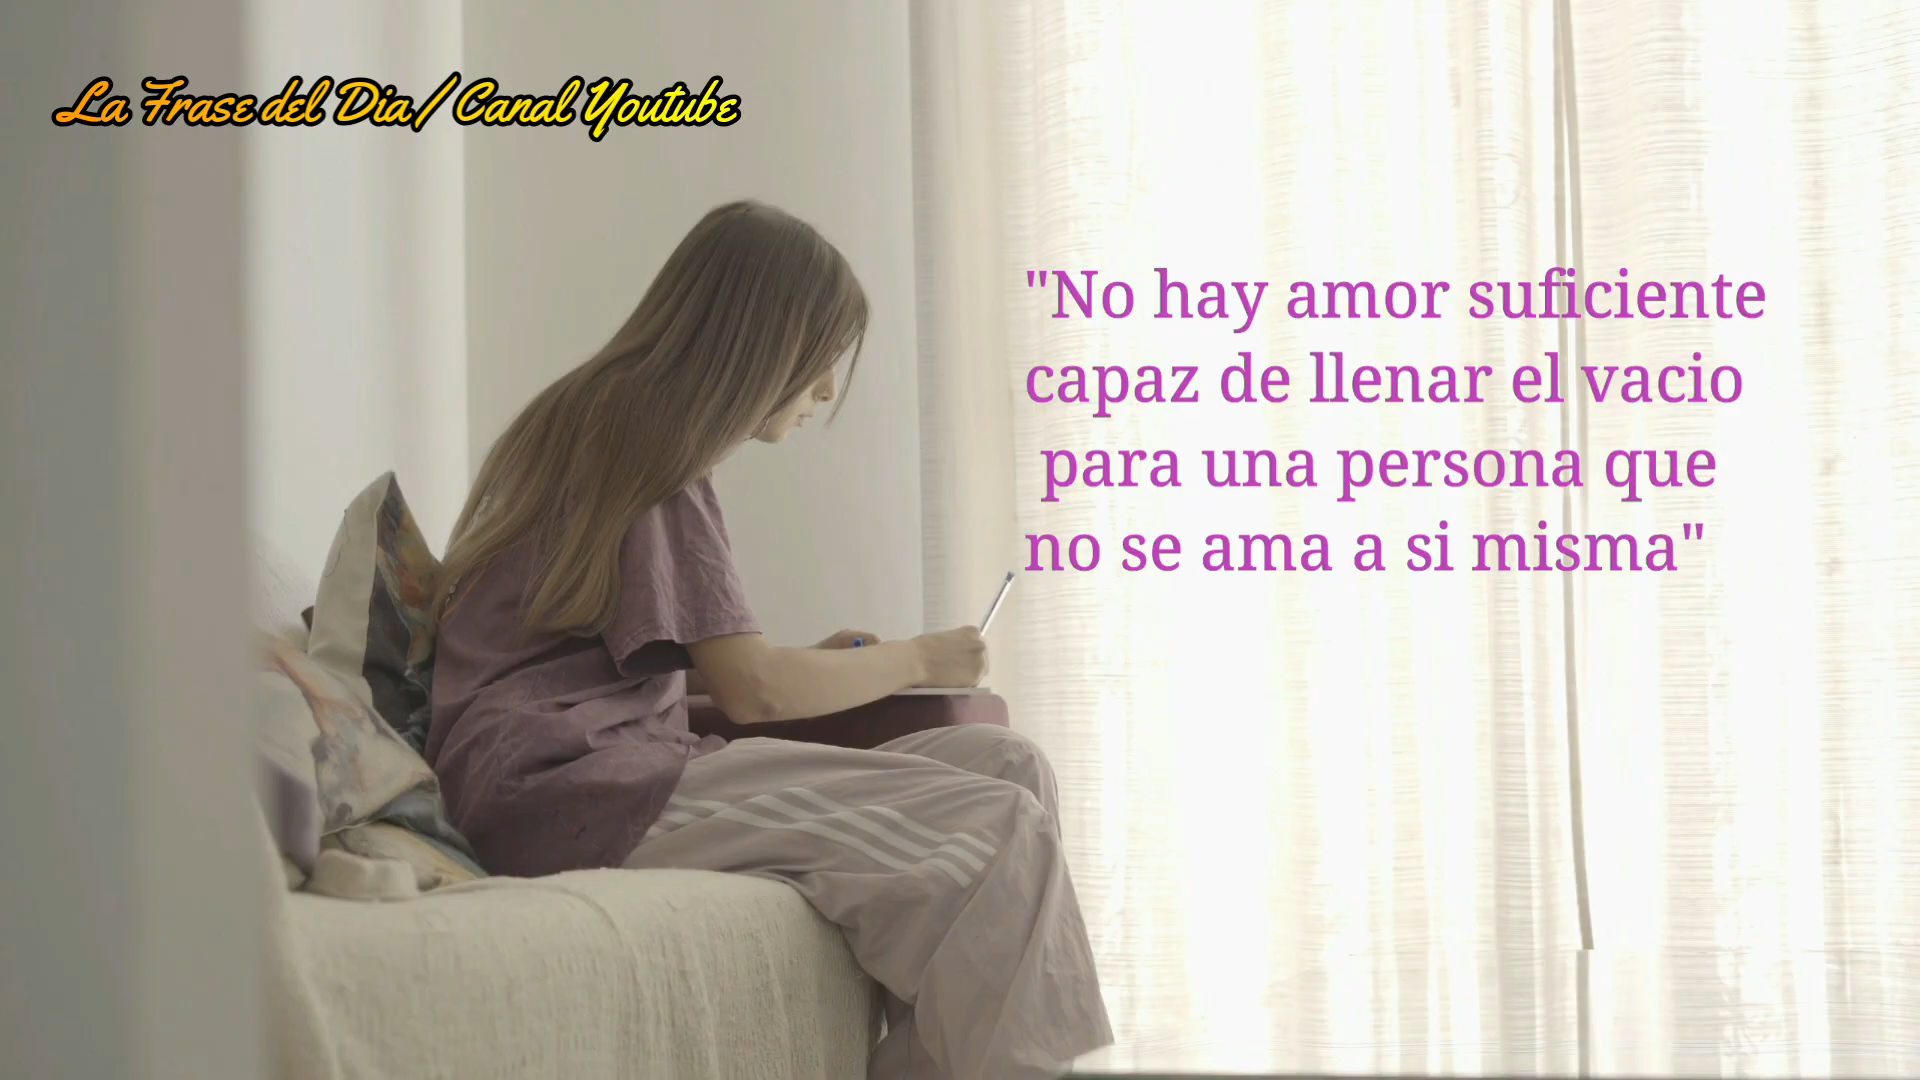 La Frase del Dia / Canal Youtube
"No hay amor suficiente
capaz de llenar el vacio
para una persona que
no se ama a si misma"